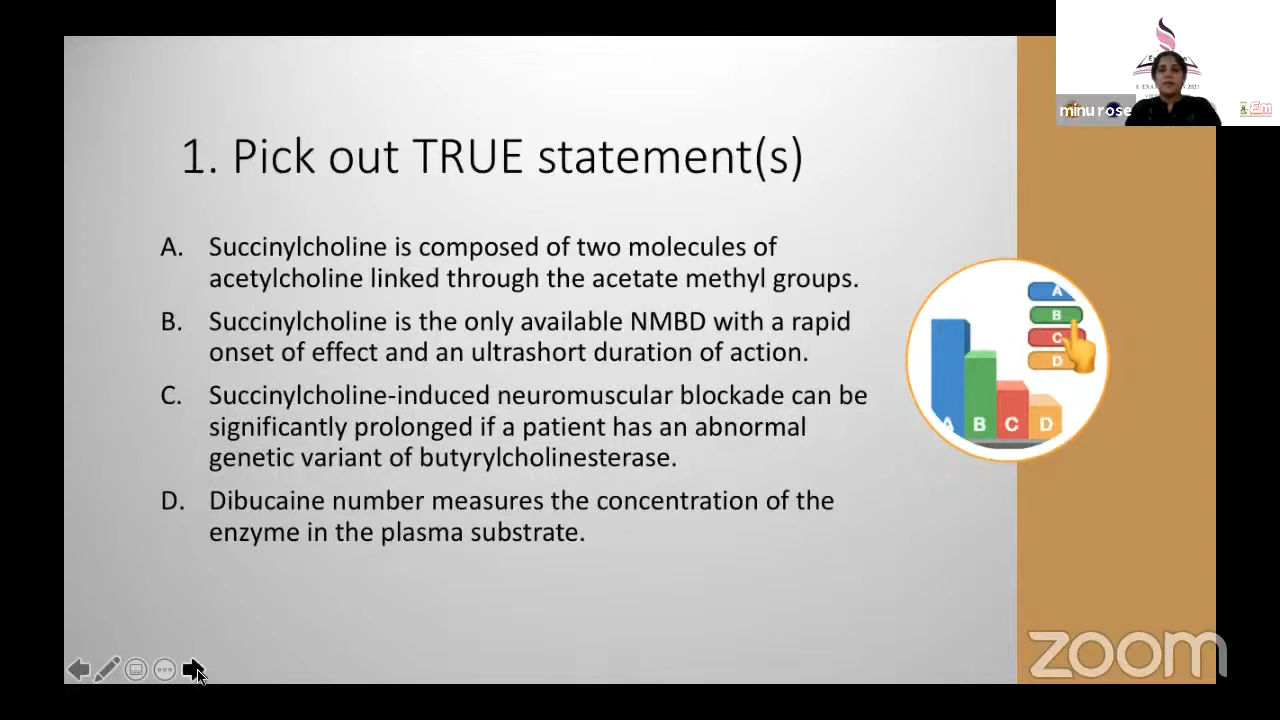 1. Pick out TRUE statement(s)
A. Succinylcholine is composed of two molecules of
acetylcholine linked through the acetate methyl groups.
B. Succinylcholine is the only available NMBD with a rapid
onset of effect and an ultrashort duration of action.
C. Succinylcholine-induced neuromuscular blockade can be
significantly prolonged if a patient has an abnormal
genetic variant of butyrylcholinesterase.
D. Dibucaine number measures the concentration of the
enzyme in the plasma substrate.
A
B
C
D
A B C D
minu rose
Em
zoom